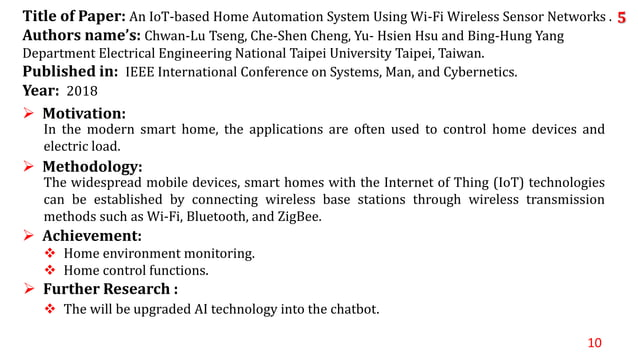 Title of Paper: An IoT-based Home Automation System Using Wi-Fi Wireless Sensor Networks . 5
Authors name's: Chwan-Lu Tseng, Che-Shen Cheng, Yu- Hsien Hsu and Bing-Hung Yang
Department Electrical Engineering National Taipei University Taipei, Taiwan.
Published in: IEEE International Conference on Systems, Man, and Cybernetics.
Year: 2018
➢ Motivation:
In the modern smart home, the applications are often used to control home devices and
electric load.
➢ Methodology:
The widespread mobile devices, smart homes with the Internet of Thing (IoT) technologies
can be established by connecting wireless base stations through wireless transmission
methods such as Wi-Fi, Bluetooth, and ZigBee.
➢ Achievement:
❖ Home environment monitoring.
❖ Home control functions.
➢ Further Research :
❖ The will be upgraded AI technology into the chatbot.
10